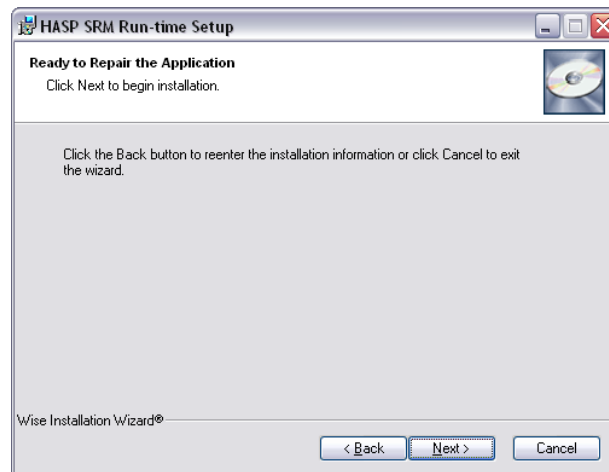 HASP SRM Run-time Setup
Ready to Repair the Application
Click Next to begin installation.
Click the Back button to reenter the installation information or click Cancel to exit
the wizard.
Wise Installation Wizard®
< Back Next > Cancel